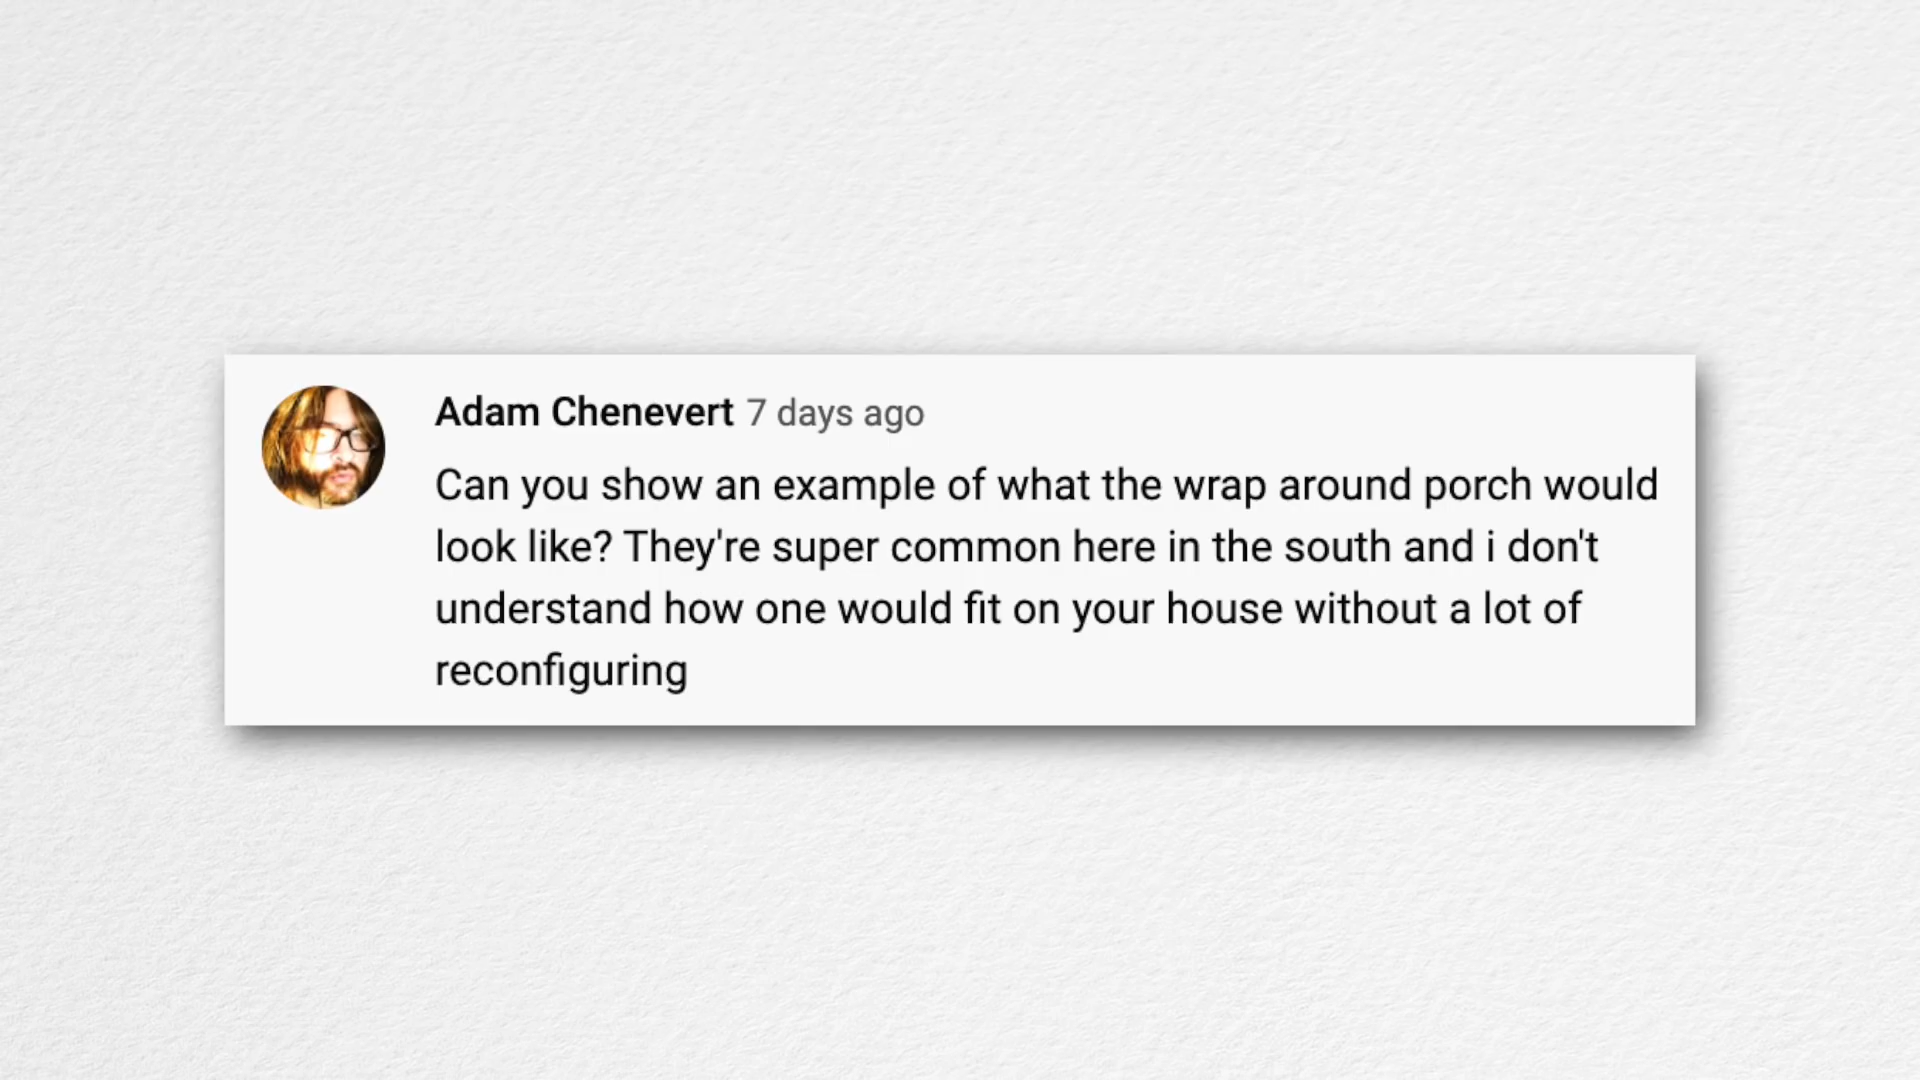 Adam Chenevert 7 days ago
Can you show an example of what the wrap around porch would
look like? They're super common here in the south and i don't
understand how one would fit on your house without a lot of
reconfiguring